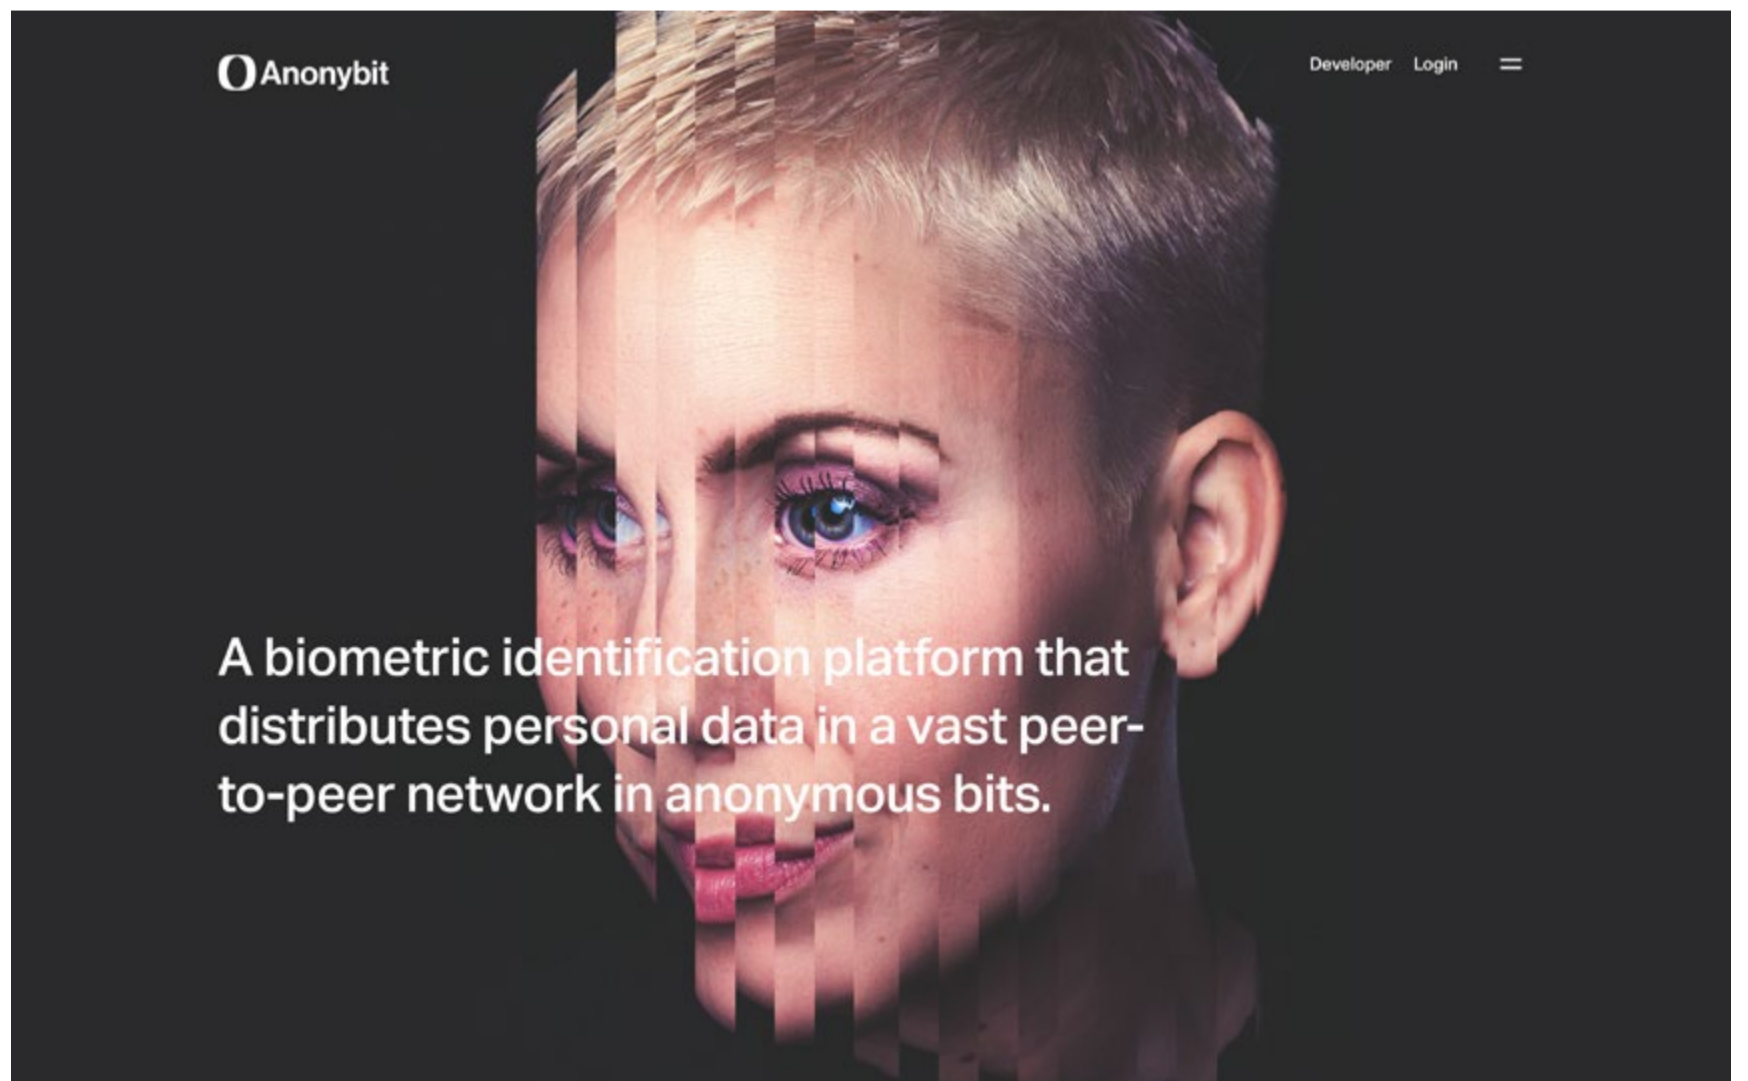 Anonybit
Developer Login
A biometric identification platform that
distributes personal data in a vast peer-
to-peer network in anonymous bits.